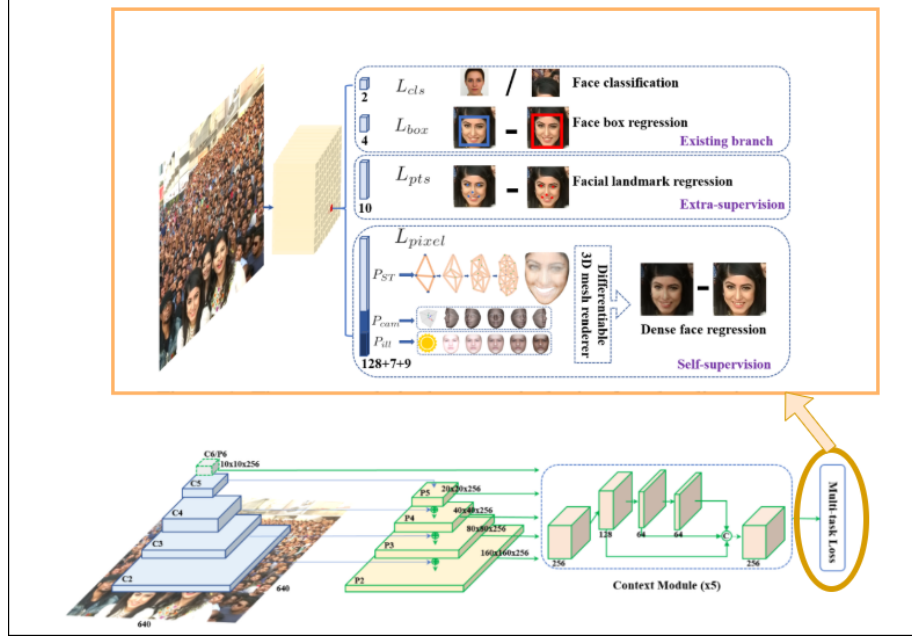 L_cls
/
Face classification
2
L_box
-
Face box regression
4
Existing branch
L_pts
-
Facial landmark regression
10
Extra-supervision
L_pixel
P_ST
P_cam
P_ill
128+7+9
Differentiable
3D mesh renderer
-
Dense face regression
Self-supervision
C6/P6
10x10x256
C5
C4
C3
C2
640
640
P5
20x20x256
P4
40x40x256
P3
80x80x256
P2
160x160x256
256
128
64
64
C
256
Context Module (x5)
Multi-task Loss